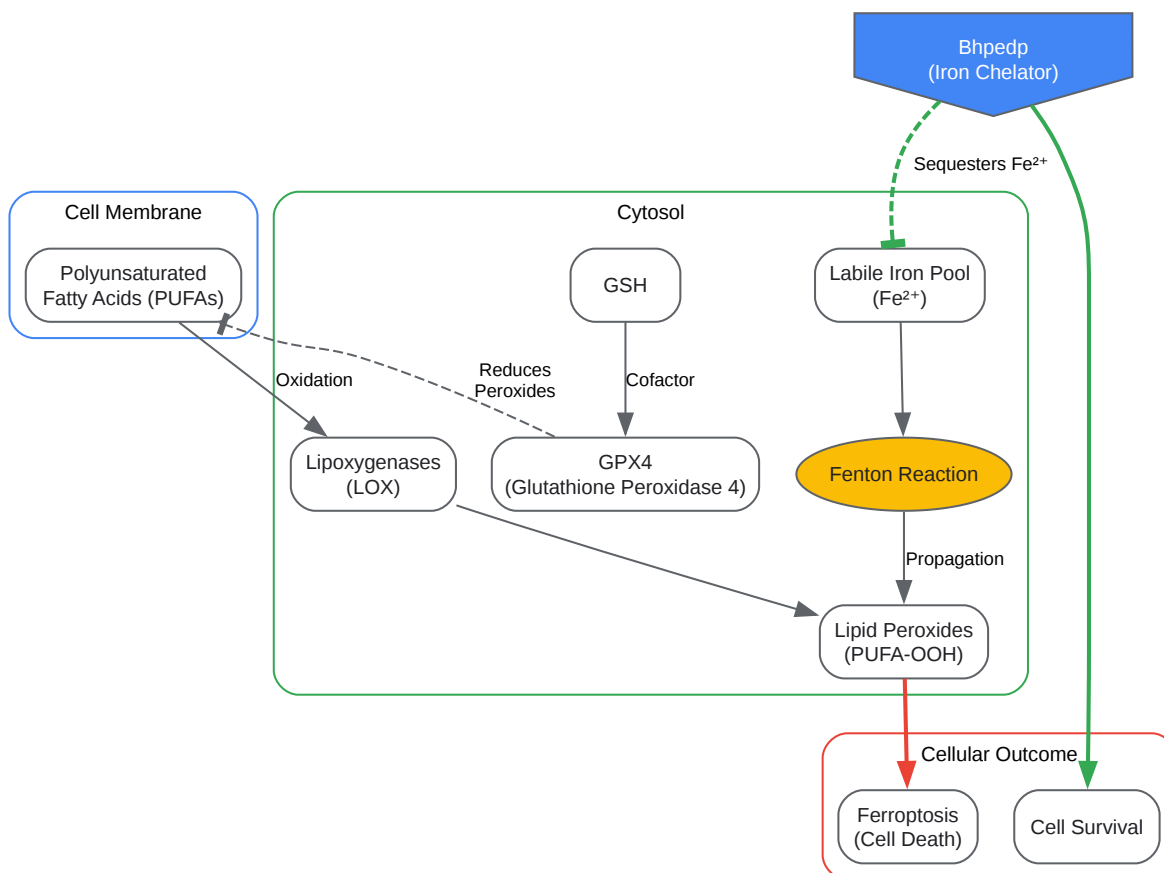 Bhpedp
(Iron Chelator)
Sequesters Fe²⁺
Cell Membrane
Cytosol
Polyunsaturated
Fatty Acids (PUFAs)
GSH
Labile Iron Pool
(Fe²⁺)
Oxidation
Reduces
Peroxides
Cofactor
Lipoxygenases
(LOX)
GPX4
(Glutathione Peroxidase 4)
Fenton Reaction
Propagation
Lipid Peroxides
(PUFA-OOH)
Cellular Outcome
Ferroptosis
(Cell Death)
Cell Survival